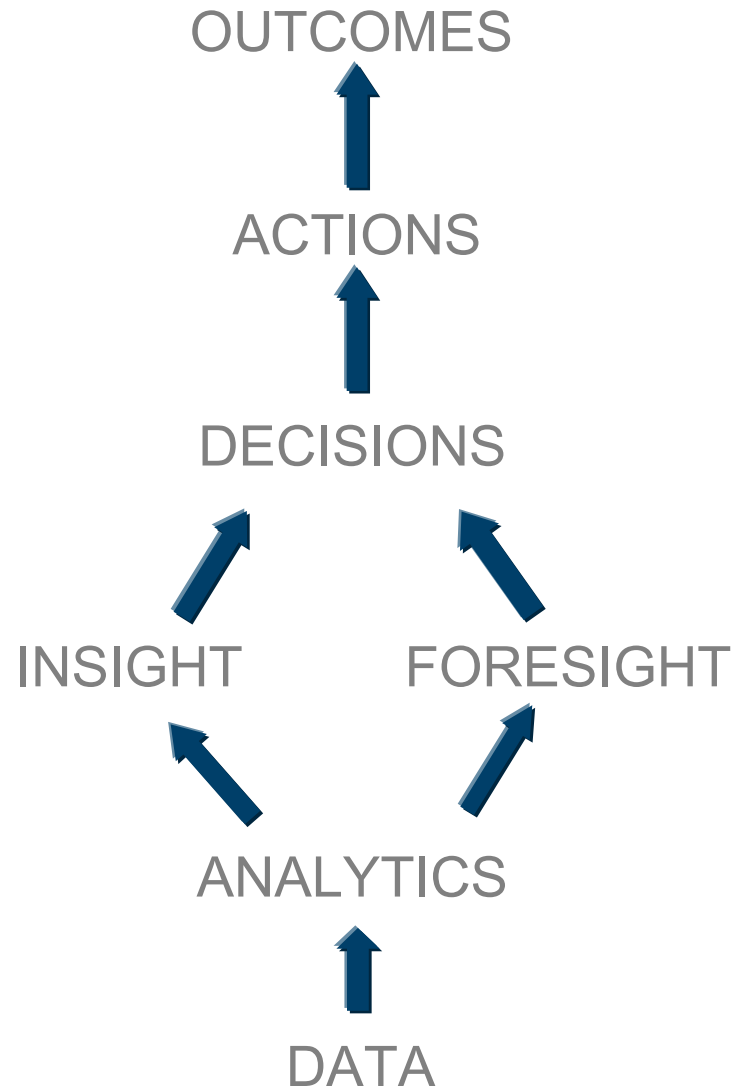 OUTCOMES
ACTIONS
DECISIONS
INSIGHT FORESIGHT
ANALYTICS
DATA